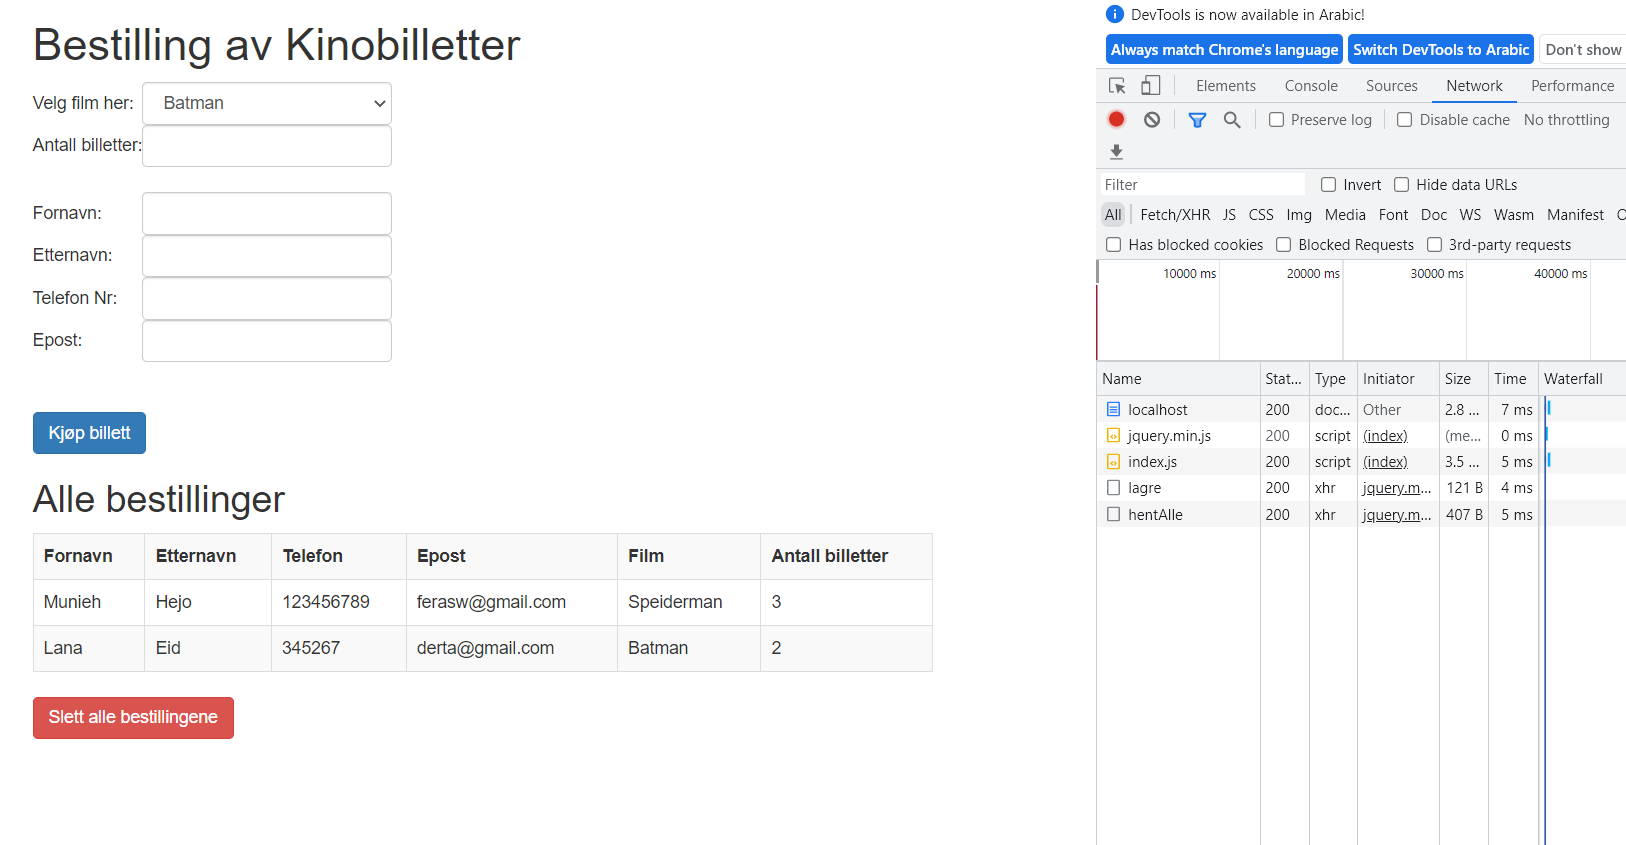 Bestilling av Kinobilletter
Velg film her: Batman
Antall billetter:
Fornavn:
Etternavn:
Telefon Nr:
Epost:
Kjøp billett
Alle bestillinger
Fornavn Etternavn Telefon Epost Film Antall billetter
Munieh Hejo 123456789 ferasw@gmail.com Speiderman 3
Lana Eid 345267 derta@gmail.com Batman 2
Slett alle bestillingene
DevTools is now available in Arabic!
Always match Chrome's language Switch DevTools to Arabic Don't show
Elements Console Sources Network Performance
Preserve log Disable cache No throttling
Filter Invert Hide data URLs
All Fetch/XHR JS CSS Img Media Font Doc WS Wasm Manifest
Has blocked cookies Blocked Requests 3rd-party requests
10000 ms 20000 ms 30000 ms 40000 ms
Name Stat... Type Initiator Size Time Waterfall
localhost 200 doc... Other 2.8 ... 7 ms
jquery.min.js 200 script (index) (me... 0 ms
index.js 200 script (index) 3.5 ... 5 ms
lagre 200 xhr jquery.m... 121 B 4 ms
hentAlle 200 xhr jquery.m... 407 B 5 ms